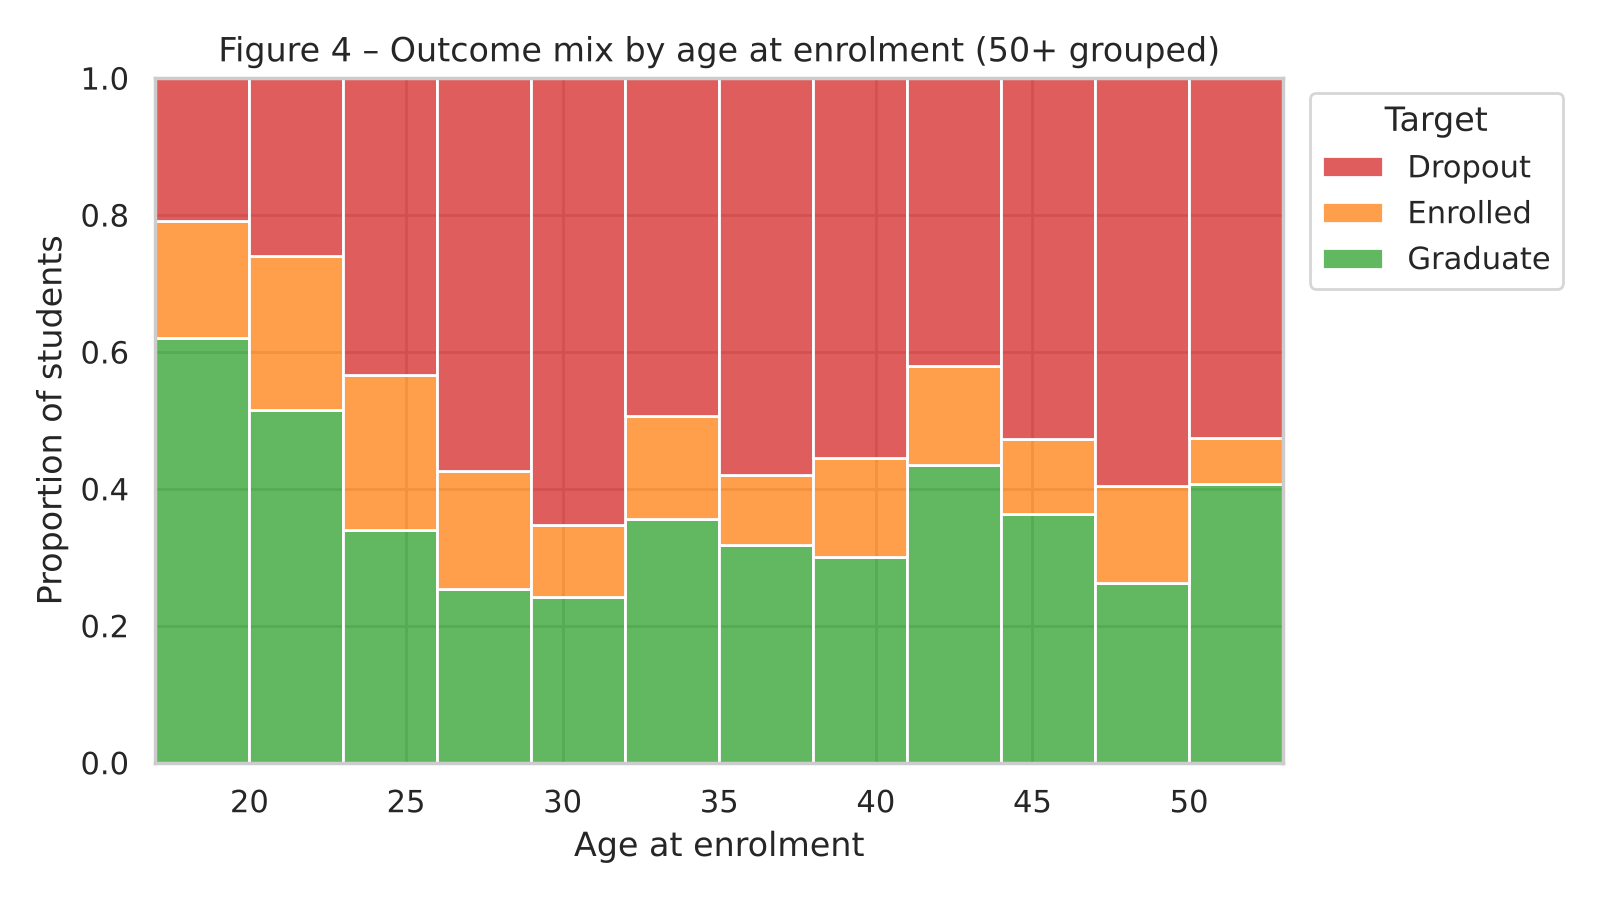 Figure 4 – Outcome mix by age at enrolment (50+ grouped)
1.0
0.8
0.6
0.4
0.2
0.0
Proportion of students
20 25 30 35 40 45 50
Age at enrolment
Target
Dropout
Enrolled
Graduate